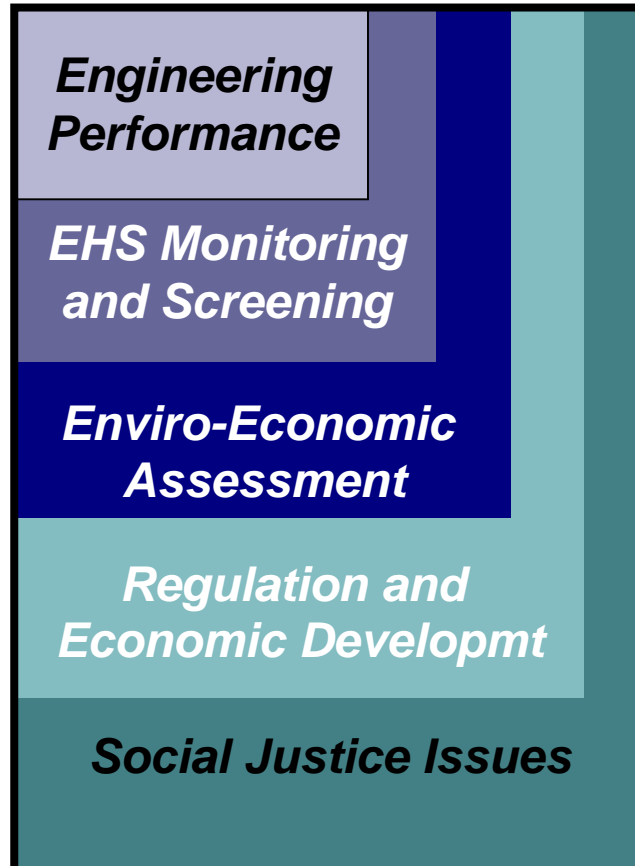 Engineering
Performance
EHS Monitoring
and Screening
Enviro-Economic
Assessment
Regulation and
Economic Developmt
Social Justice Issues